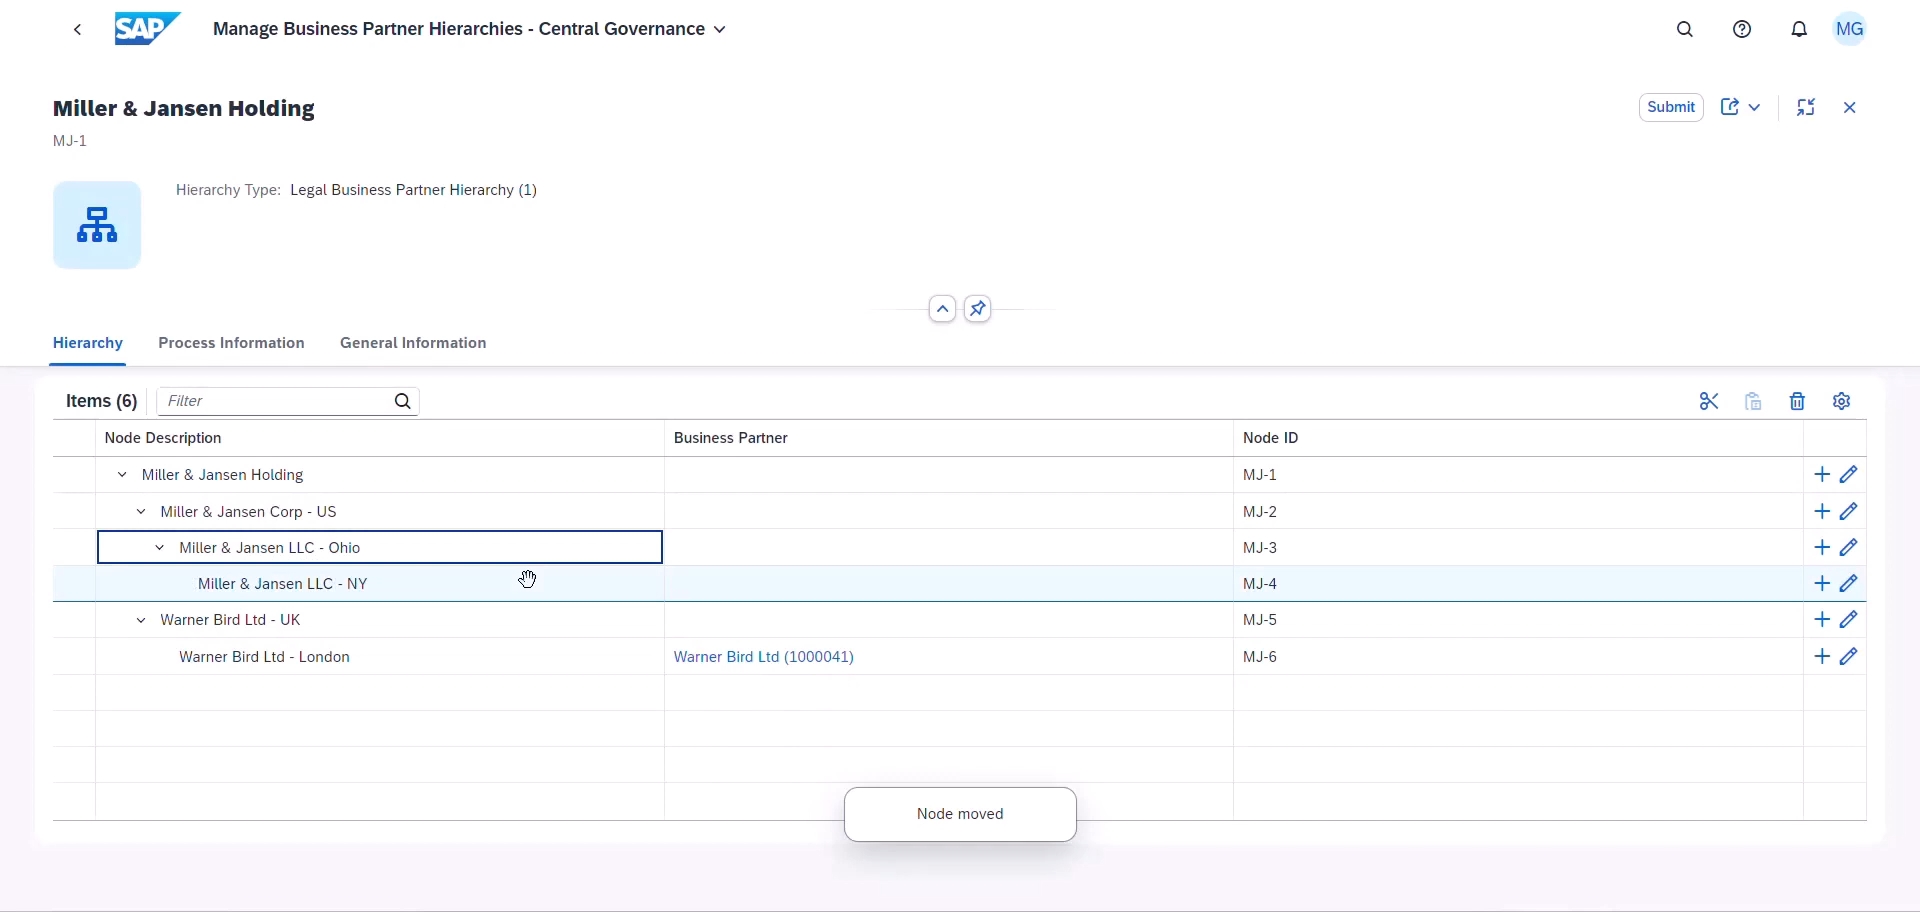 SAP Manage Business Partner Hierarchies - Central Governance MG
Miller & Jansen Holding Submit
MJ-1
Hierarchy Type: Legal Business Partner Hierarchy (1)
Hierarchy Process Information General Information
Items (6) Filter
Node Description Business Partner Node ID
Miller & Jansen Holding MJ-1
Miller & Jansen Corp - US MJ-2
Miller & Jansen LLC - Ohio MJ-3
Miller & Jansen LLC - NY MJ-4
Warner Bird Ltd - UK MJ-5
Warner Bird Ltd - London Warner Bird Ltd (1000041) MJ-6
Node moved